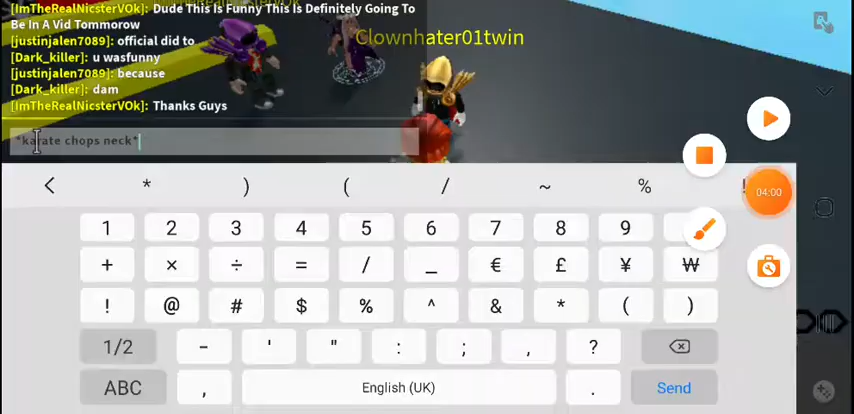 [ImTheRealNicsterVOk]: Dude This Is Funny This Is Definitely Going To
Be In A Vid Tommorow
[justinjalen7089]: official did to
[Dark_killer]: u wasfunny
[justinjalen7089]: because
[Dark_killer]: dam
[ImTheRealNicsterVOk]: Thanks Guys
Clownhater01twin
*karate chops neck*
04:00
< * ) ( / ~ % !
1 2 3 4 5 6 7 8 9
+ × ÷ = / _ € £ ¥ ₩
! @ # $ % ^ & * ( )
1/2 - ' " : ; , ?
ABC , English (UK) . Send